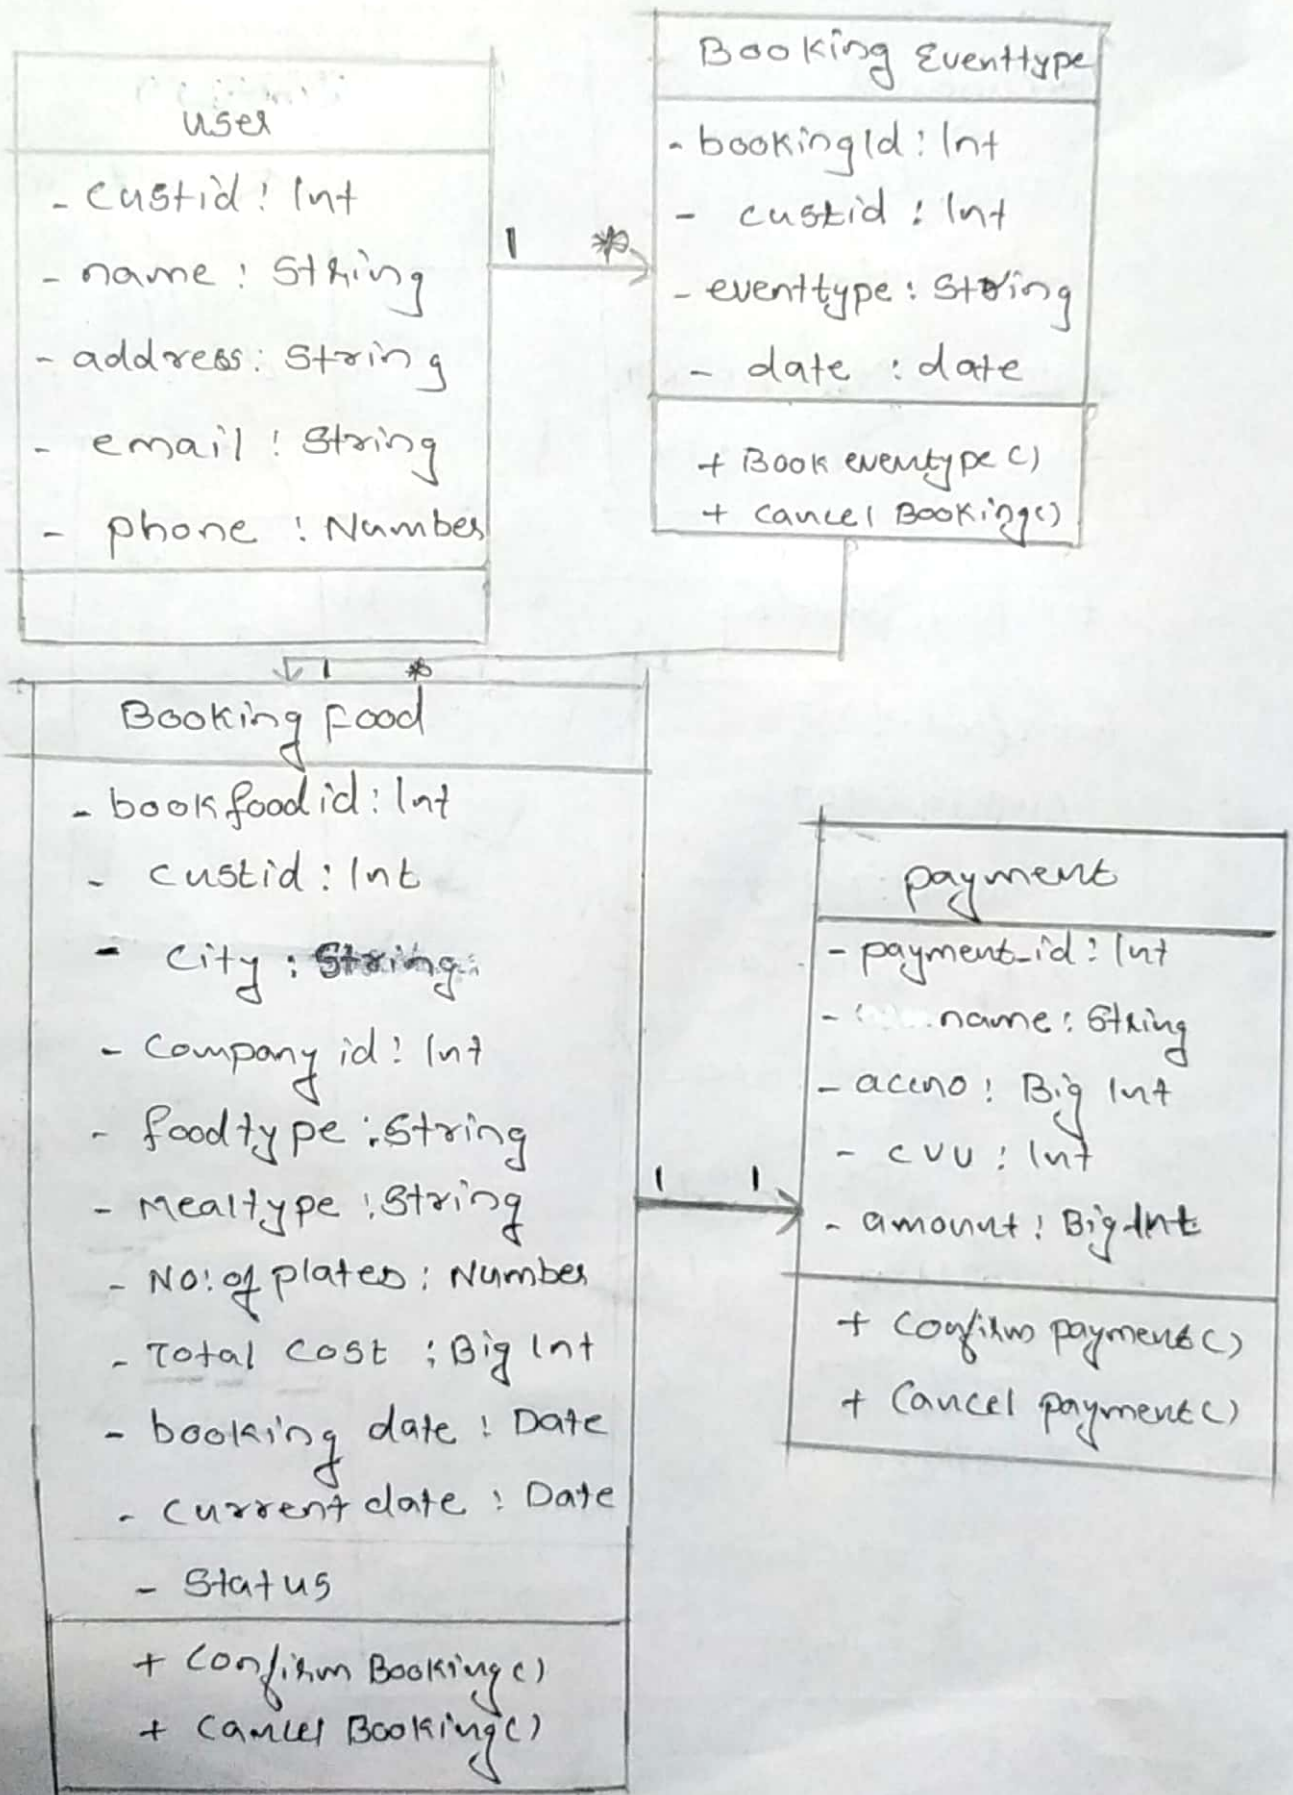 user
- custid : Int
- name : String
- address : String
- email : String
- phone : Number
1 *
Booking Eventtype
- bookingId : Int
- custid : Int
- eventtype : String
- date : date
+ Book eventype ()
+ Cancel Booking()
1 *
Booking Food
- bookfoodid : Int
- custid : Int
- city : String
- Company id : Int
- foodtype : String
- Mealtype : String
- No: of plates : Number
- Total Cost : Big Int
- booking date : Date
- current date : Date
- Status
+ Confirm Booking()
+ Cancel Booking()
1 1
payment
- payment-id : Int
- name : String
- accno : Big Int
- cvv : Int
- amount : Big Int
+ Confirm payment()
+ Cancel payment()